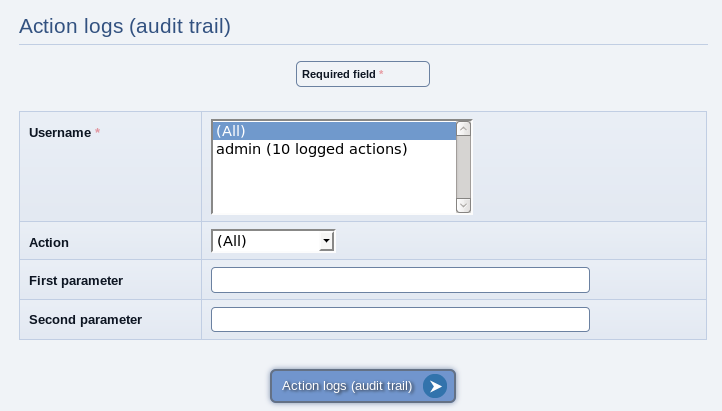 Action logs (audit trail)
Required field *
Username *
(All)
admin (10 logged actions)
Action
(All)
First parameter
Second parameter
Action logs (audit trail)